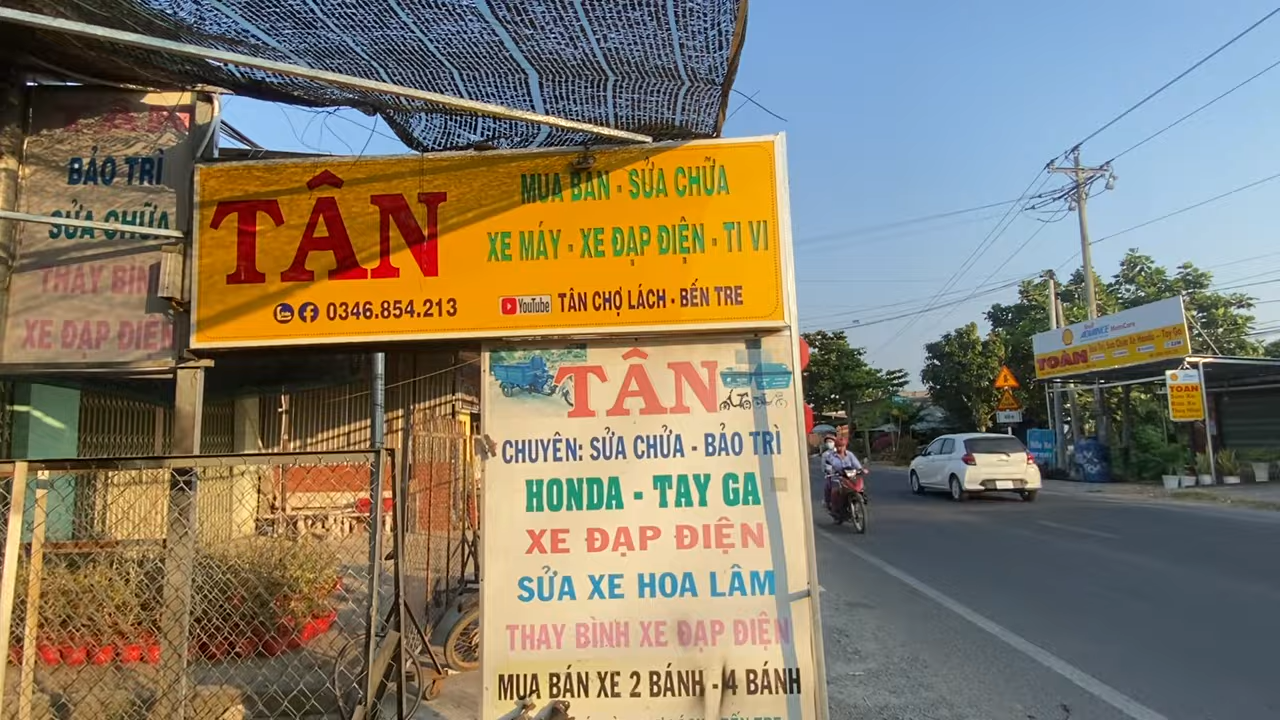 TÂN
BẢO TRÌ
SỬA CHỮA
THAY BÌNH
XE ĐẠP ĐIỆN
TÂN
MUA BÁN - SỬA CHỮA
XE MÁY - XE ĐẠP ĐIỆN - TI VI
0346.854.213
YouTube TÂN CHỢ LÁCH - BẾN TRE
TÂN
CHUYÊN: SỬA CHỬA - BẢO TRÌ
HONDA - TAY GA
XE ĐẠP ĐIỆN
SỬA XE HOA LÂM
THAY BÌNH XE ĐẠP ĐIỆN
MUA BÁN XE 2 BÁNH - 4 BÁNH
ADVANCE
TOÀN
TOAN